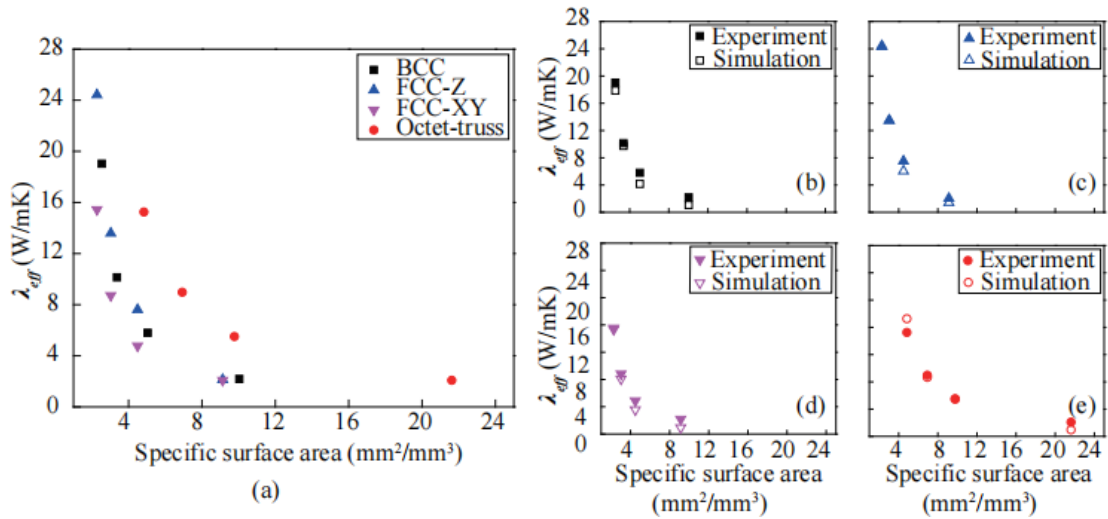 28
24
20
16
12
8
4
0
λeff (W/mK)
BCC
FCC-Z
FCC-XY
Octet-truss
4 8 12 16 20 24
Specific surface area (mm²/mm³)
(a)
28
24
20
16
12
8
4
0
λeff (W/mK)
Experiment
Simulation
(b)
Experiment
Simulation
(c)
28
24
20
16
12
8
4
0
λeff (W/mK)
Experiment
Simulation
(d)
4 8 12 16 20 24
Specific surface area
(mm²/mm³)
Experiment
Simulation
(e)
4 8 12 16 20 24
Specific surface area
(mm²/mm³)